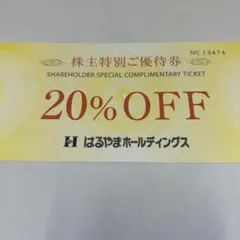 No. 13474
株主特別ご優待券
SHAREHOLDER SPECIAL COMPLIMENTARY TICKET
20% OFF
はるやまホールディングス